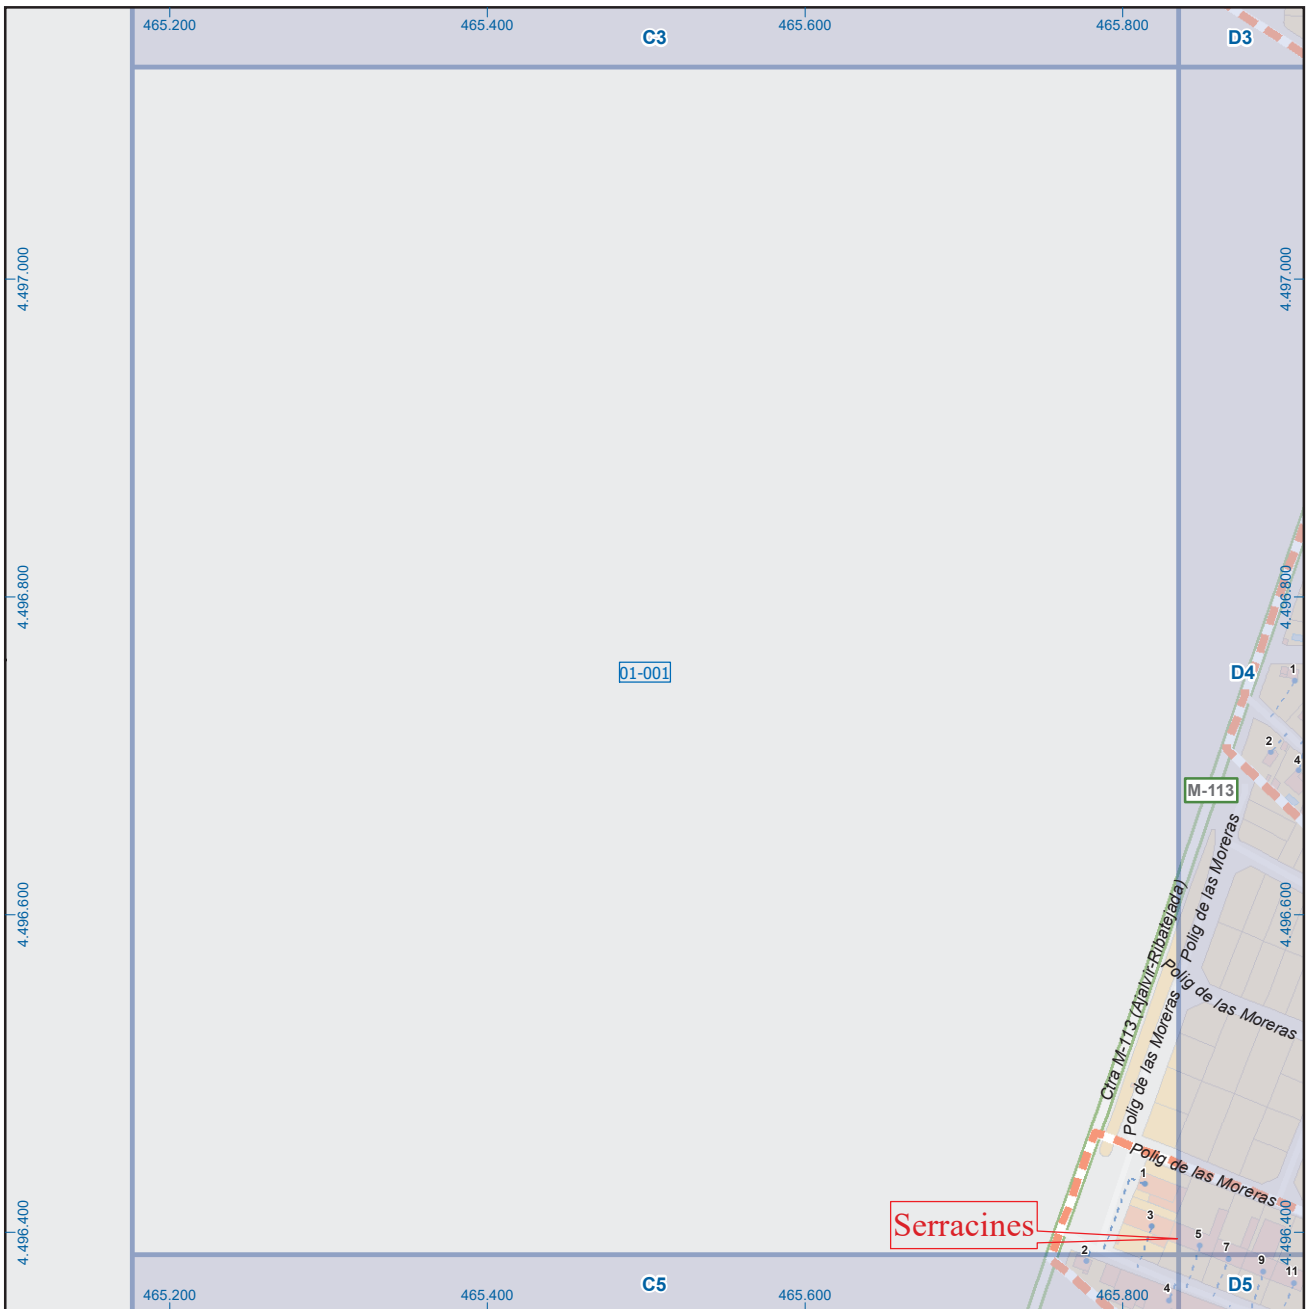 465.200
465.400
465.600
465.800
C3
D3
4.497.000
4.497.000
4.496.800
4.496.800
01-001
D4
1
2
4
M-113
Polig de las Moreras
4.496.600
4.496.600
Ctra M-113 (Ajalvir-Ribatejada)
Polig de las Moreras
Polig de las Moreras
Polig de las Moreras
1
3
5
7
9
11
2
4
Serracines
4.496.400
4.496.400
C5
D5
465.200
465.400
465.600
465.800